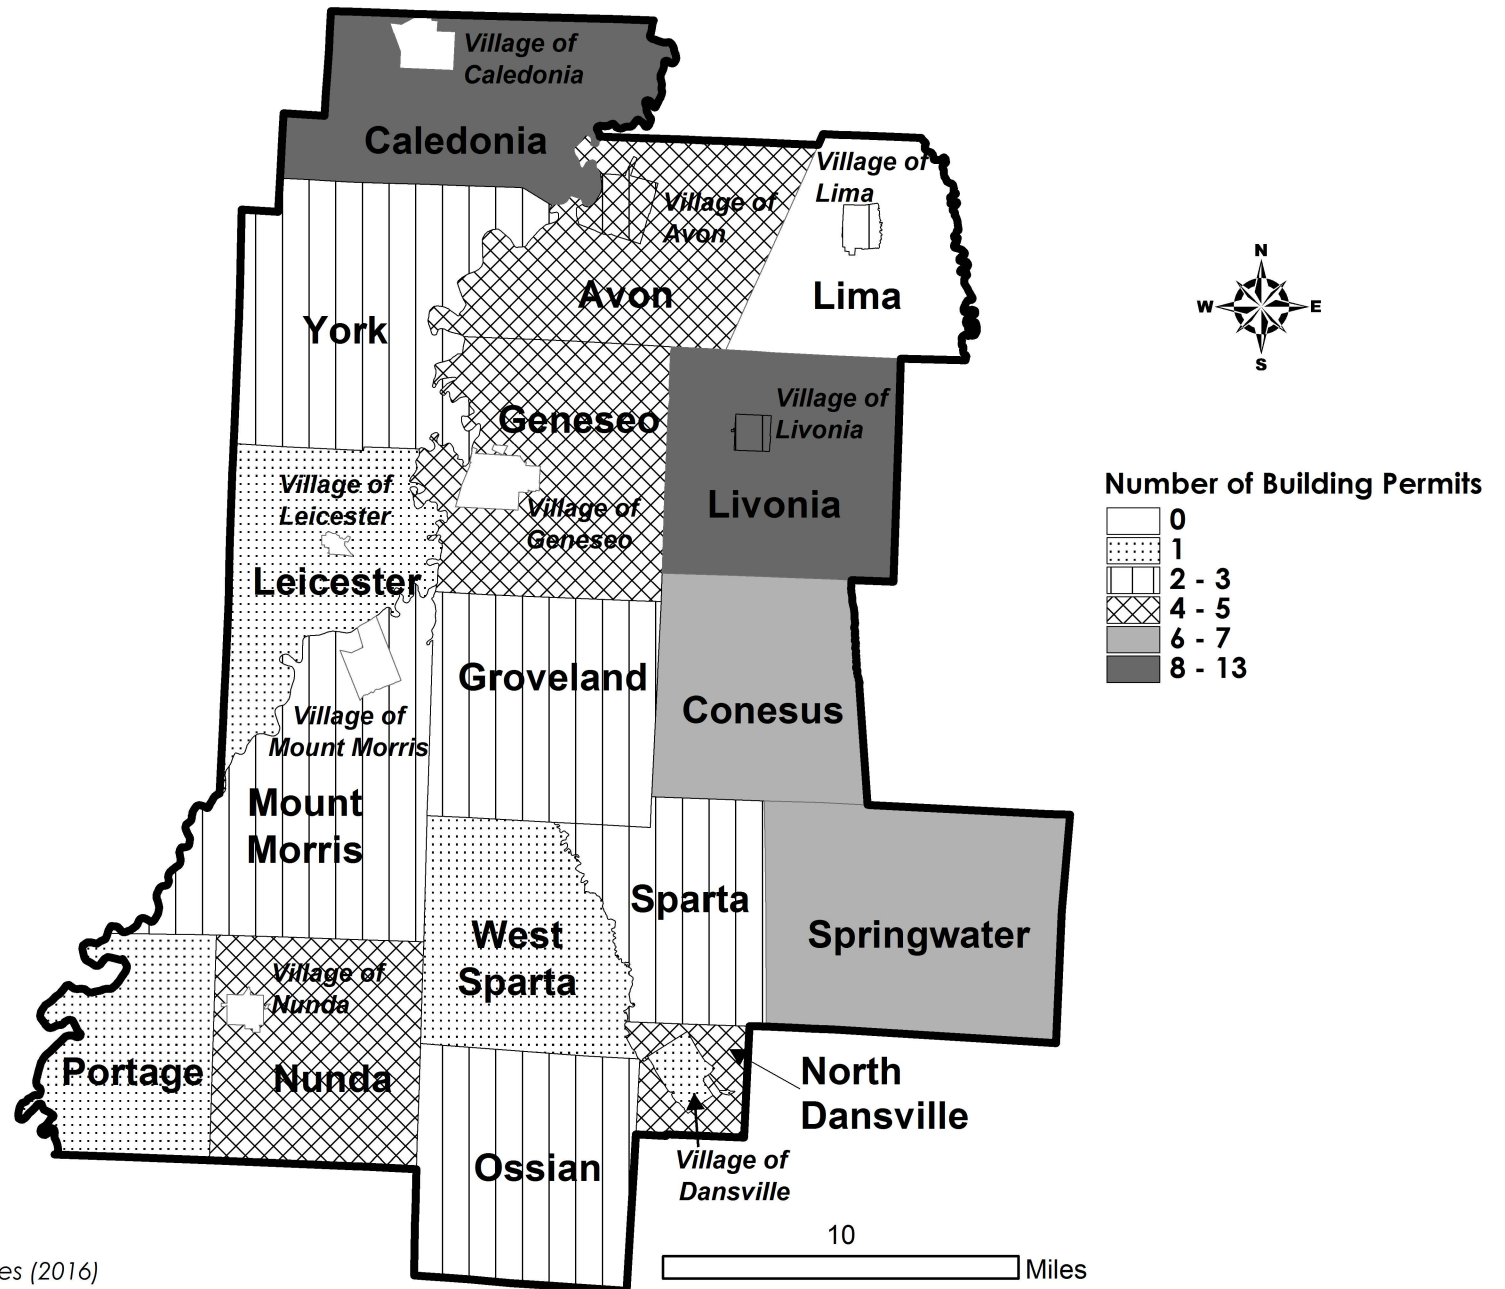 Village of
Caledonia
Caledonia
Village of
Lima
Village of
Avon
Avon
Lima
York
N
W
E
S
Village of
Livonia
Geneseo
Livonia
Village of
Leicester
Village of
Geneseo
Leicester
Number of Building Permits
0
1
2 - 3
4 - 5
6 - 7
8 - 13
Groveland
Conesus
Village of
Mount Morris
Mount
Morris
Sparta
West
Sparta
Springwater
Village of
Nunda
Portage
Nunda
North
Dansville
Ossian
Village of
Dansville
10
Miles
es (2016)